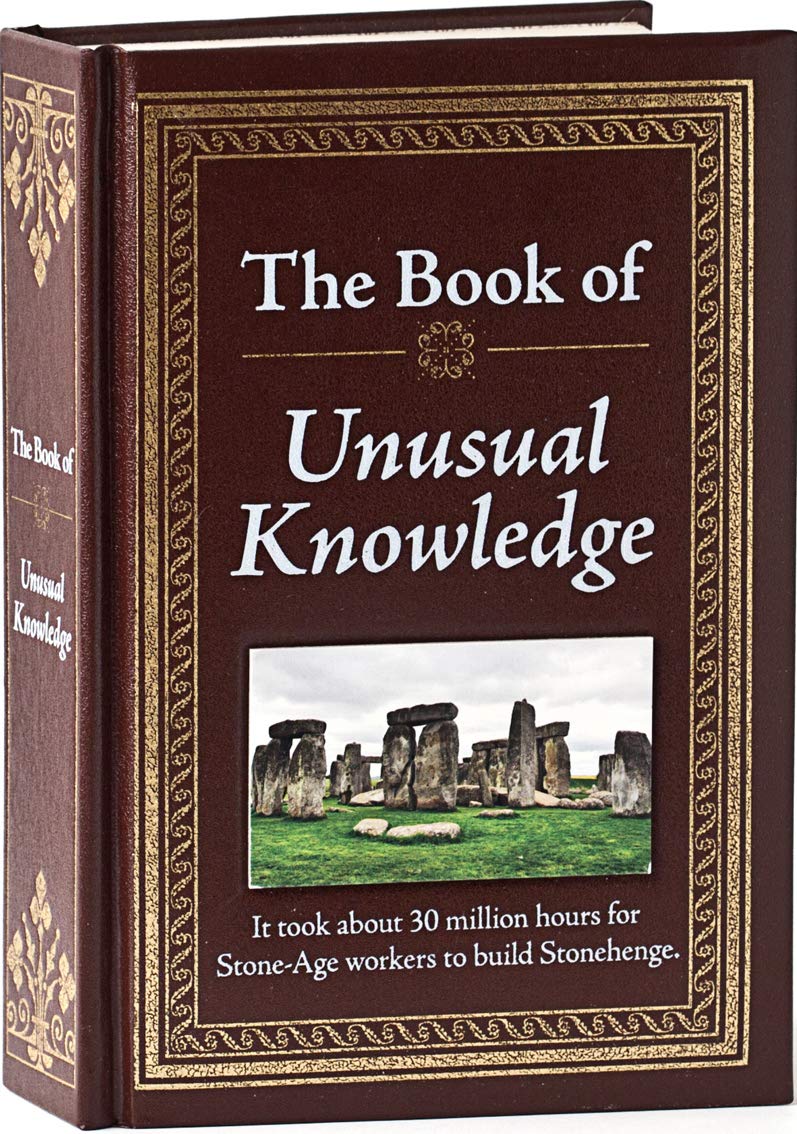 The Book of
Unusual
Knowledge
The Book of
Unusual
Knowledge
It took about 30 million hours for
Stone-Age workers to build Stonehenge.